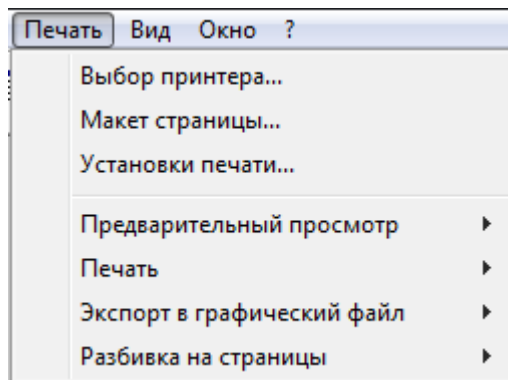 Печать Вид Окно ?
Выбор принтера...
Макет страницы...
Установки печати...
Предварительный просмотр
Печать
Экспорт в графический файл
Разбивка на страницы